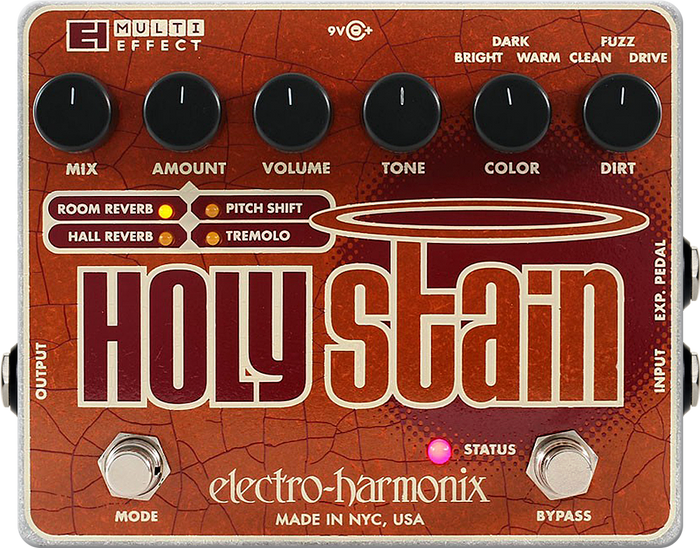 EH MULTI EFFECT
9V ⊖+
DARK
BRIGHT WARM
FUZZ
CLEAN DRIVE
MIX AMOUNT VOLUME TONE COLOR DIRT
ROOM REVERB PITCH SHIFT
HALL REVERB TREMOLO
HOLY Stain
OUTPUT
EXP. PEDAL
INPUT
STATUS
electro-harmonix
MODE MADE IN NYC, USA BYPASS